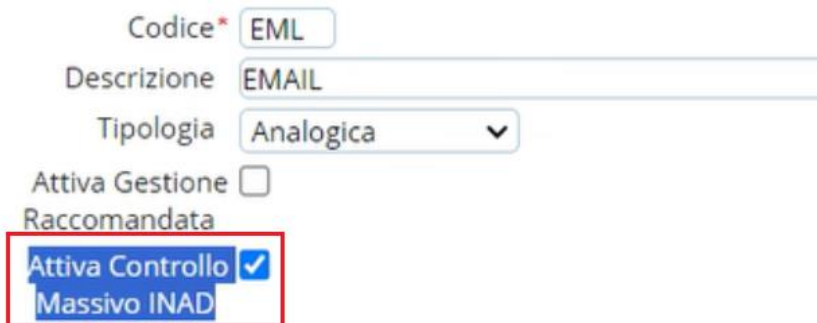 Codice* EML
Descrizione EMAIL
Tipologia Analogica
Attiva Gestione
Raccomandata
Attiva Controllo
Massivo INAD